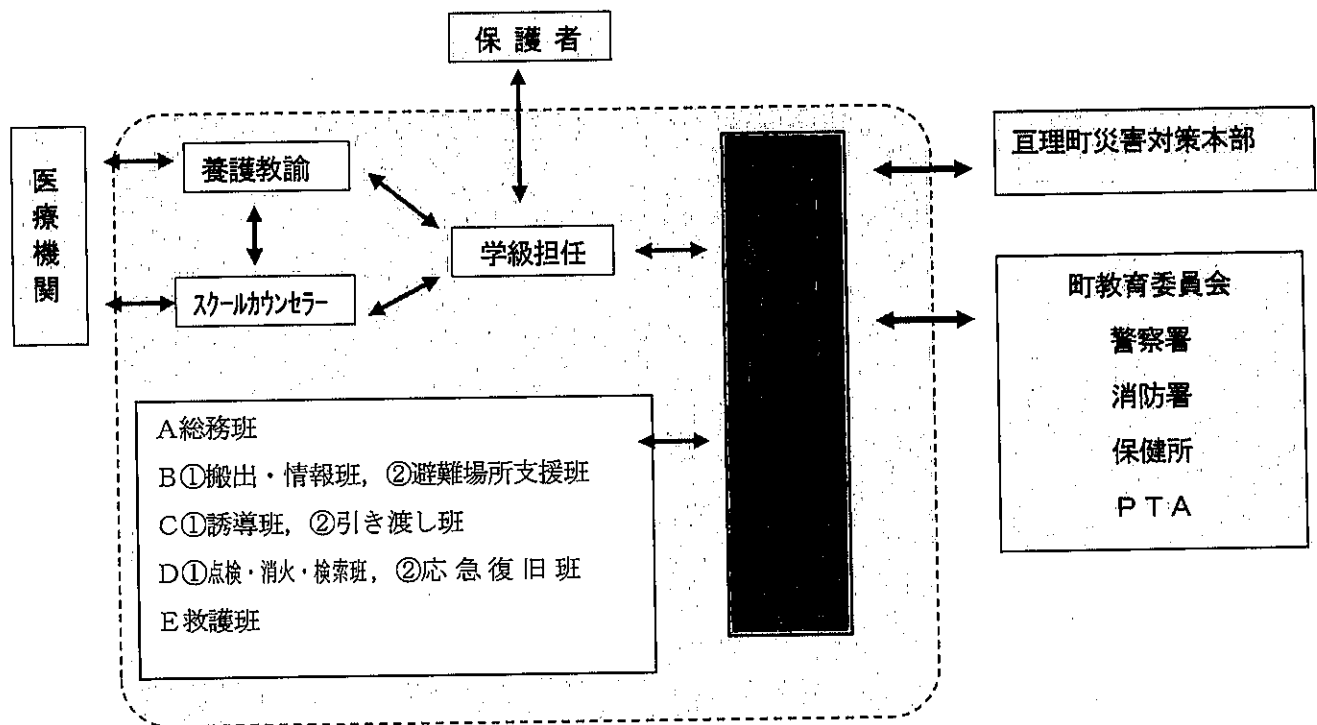 保護者
医療機関
養護教諭
スクールカウンセラー
学級担任
A総務班
B①搬出・情報班，②避難場所支援班
C①誘導班，②引き渡し班
D①点検・消火・検索班，②応急復旧班
E救護班
亘理町災害対策本部
町教育委員会
警察署
消防署
保健所
PTA